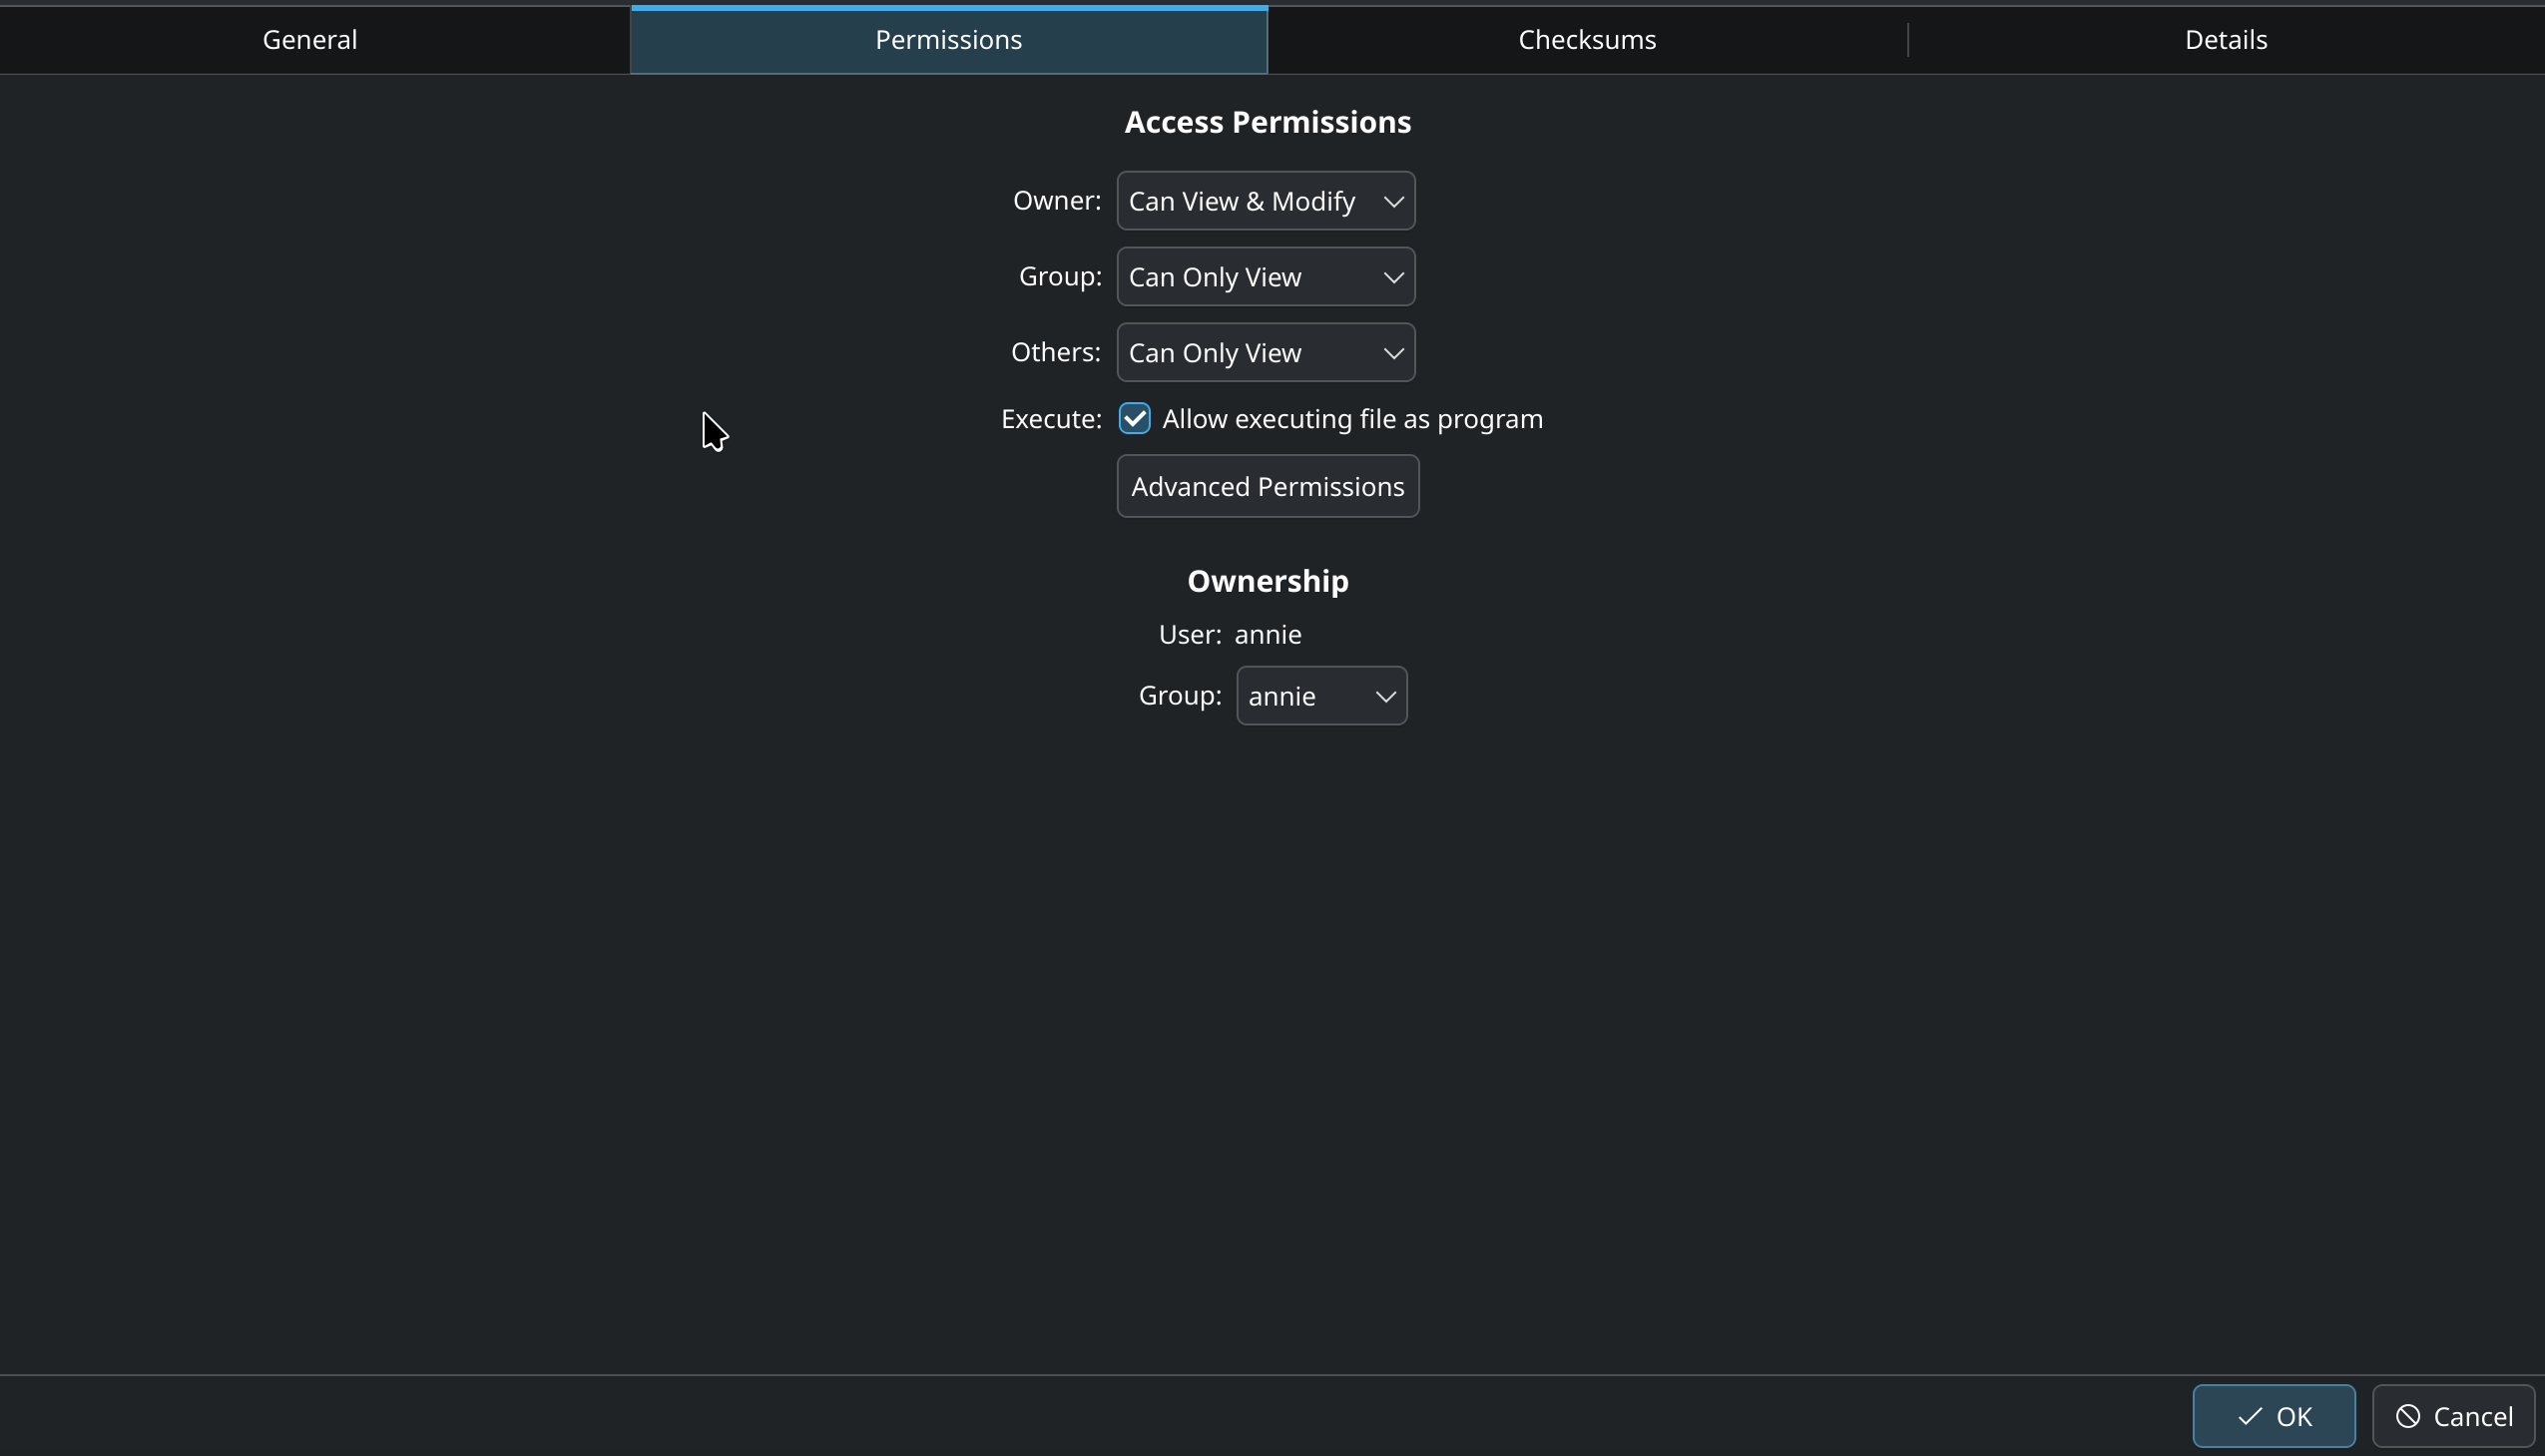 General Permissions Checksums Details
Access Permissions
Owner: Can View & Modify
Group: Can Only View
Others: Can Only View
Execute: Allow executing file as program
Advanced Permissions
Ownership
User: annie
Group: annie
OK Cancel